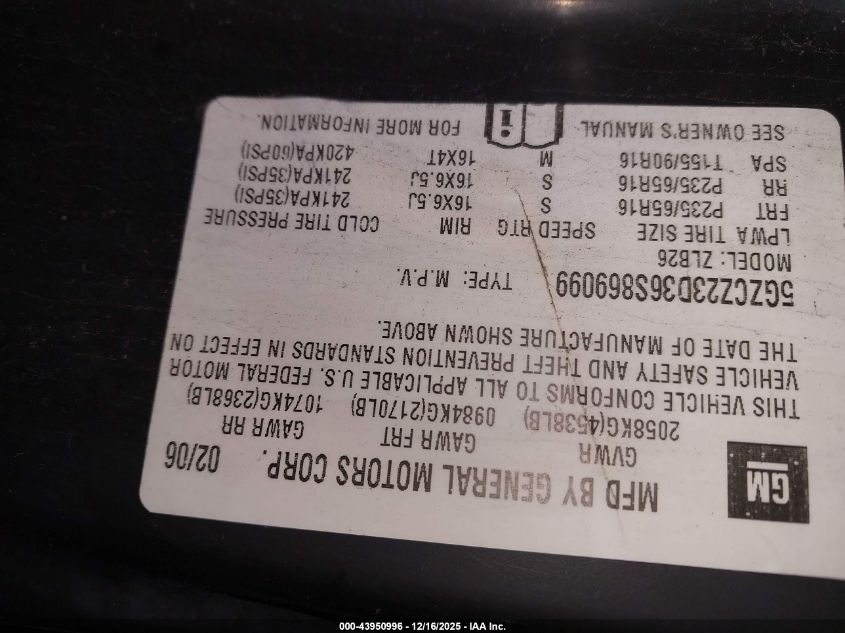 GM
MFD BY GENERAL MOTORS CORP. 02/06
GVWR GAWR FRT GAWR RR
2058KG(4538LB) 0984KG(2170LB) 1074KG(2368LB)
THIS VEHICLE CONFORMS TO ALL APPLICABLE U.S. FEDERAL MOTOR
VEHICLE SAFETY AND THEFT PREVENTION STANDARDS IN EFFECT ON
THE DATE OF MANUFACTURE SHOWN ABOVE.
5GZCZ23D36S869099 TYPE: M.P.V.
MODEL: ZLB26
LPWA TIRE SIZE SPEED RTG RIM COLD TIRE PRESSURE
FRT P235/65R16 S 16X6.5J 241KPA(35PSI)
RR P235/65R16 S 16X6.5J 241KPA(35PSI)
SPA T155/90R16 M 16X4T 420KPA(60PSI)
SEE OWNER'S MANUAL i FOR MORE INFORMATION.
000-43950996 - 12/16/2025 - IAA Inc.